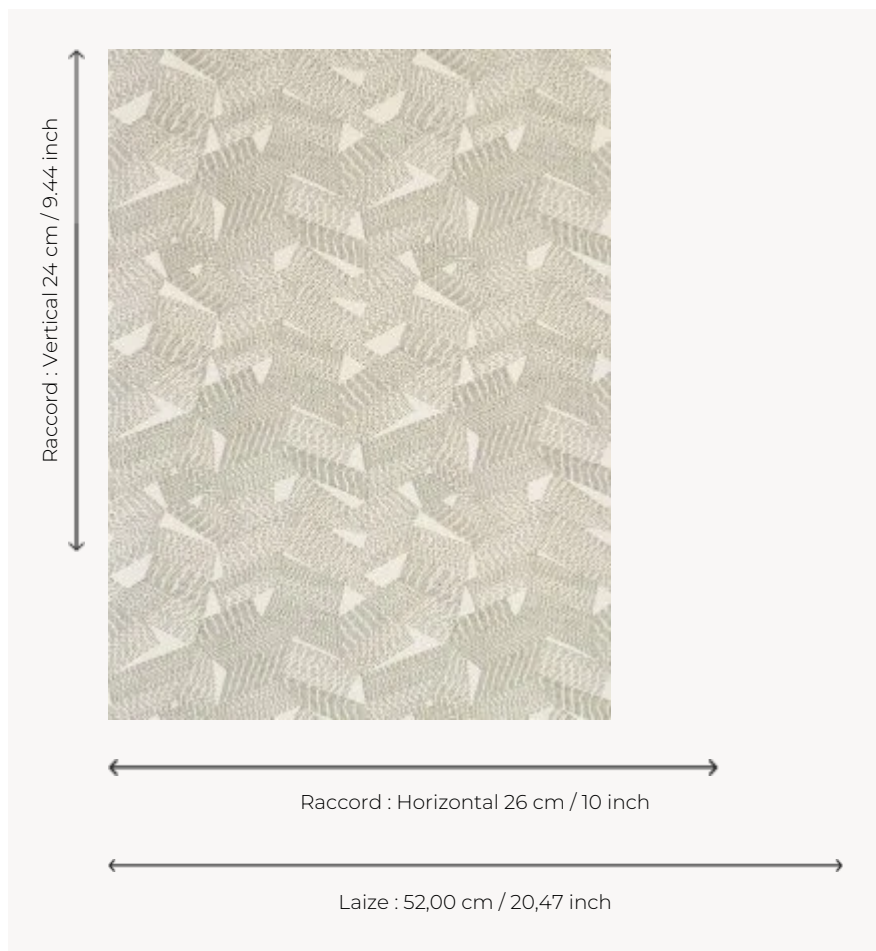 Raccord : Vertical 24 cm / 9.44 inch
Raccord : Horizontal 26 cm / 10 inch
Laize : 52,00 cm / 20,47 inch